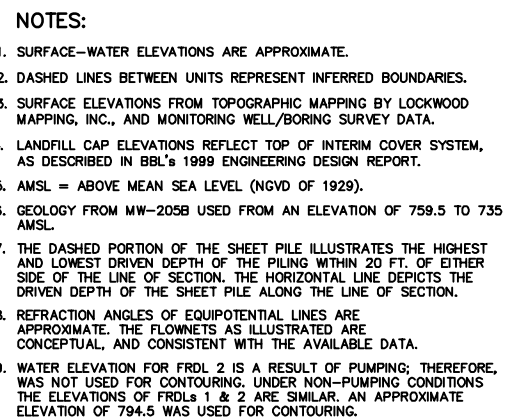 NOTES:
1. SURFACE-WATER ELEVATIONS ARE APPROXIMATE.
2. DASHED LINES BETWEEN UNITS REPRESENT INFERRED BOUNDARIES.
3. SURFACE ELEVATIONS FROM TOPOGRAPHIC MAPPING BY LOCKWOOD
MAPPING, INC., AND MONITORING WELL/BORING SURVEY DATA.
. LANDFILL CAP ELEVATIONS REFLECT TOP OF INTERIM COVER SYSTEM,
AS DESCRIBED IN BBL's 1999 ENGINEERING DESIGN REPORT.
5. AMSL = ABOVE MEAN SEA LEVEL (NGVD OF 1929).
6. GEOLOGY FROM MW-205B USED FROM AN ELEVATION OF 759.5 TO 735
AMSL.
7. THE DASHED PORTION OF THE SHEET PILE ILLUSTRATES THE HIGHEST
AND LOWEST DRIVEN DEPTH OF THE PILING WITHIN 20 FT. OF EITHER
SIDE OF THE LINE OF SECTION. THE HORIZONTAL LINE DEPICTS THE
DRIVEN DEPTH OF THE SHEET PILE ALONG THE LINE OF SECTION.
8. REFRACTION ANGLES OF EQUIPOTENTIAL LINES ARE
APPROXIMATE. THE FLOWNETS AS ILLUSTRATED ARE
CONCEPTUAL, AND CONSISTENT WITH THE AVAILABLE DATA.
9. WATER ELEVATION FOR FRDL 2 IS A RESULT OF PUMPING; THEREFORE,
WAS NOT USED FOR CONTOURING. UNDER NON-PUMPING CONDITIONS
THE ELEVATIONS OF FRDLs 1 & 2 ARE SIMILAR. AN APPROXIMATE
ELEVATION OF 794.5 WAS USED FOR CONTOURING.